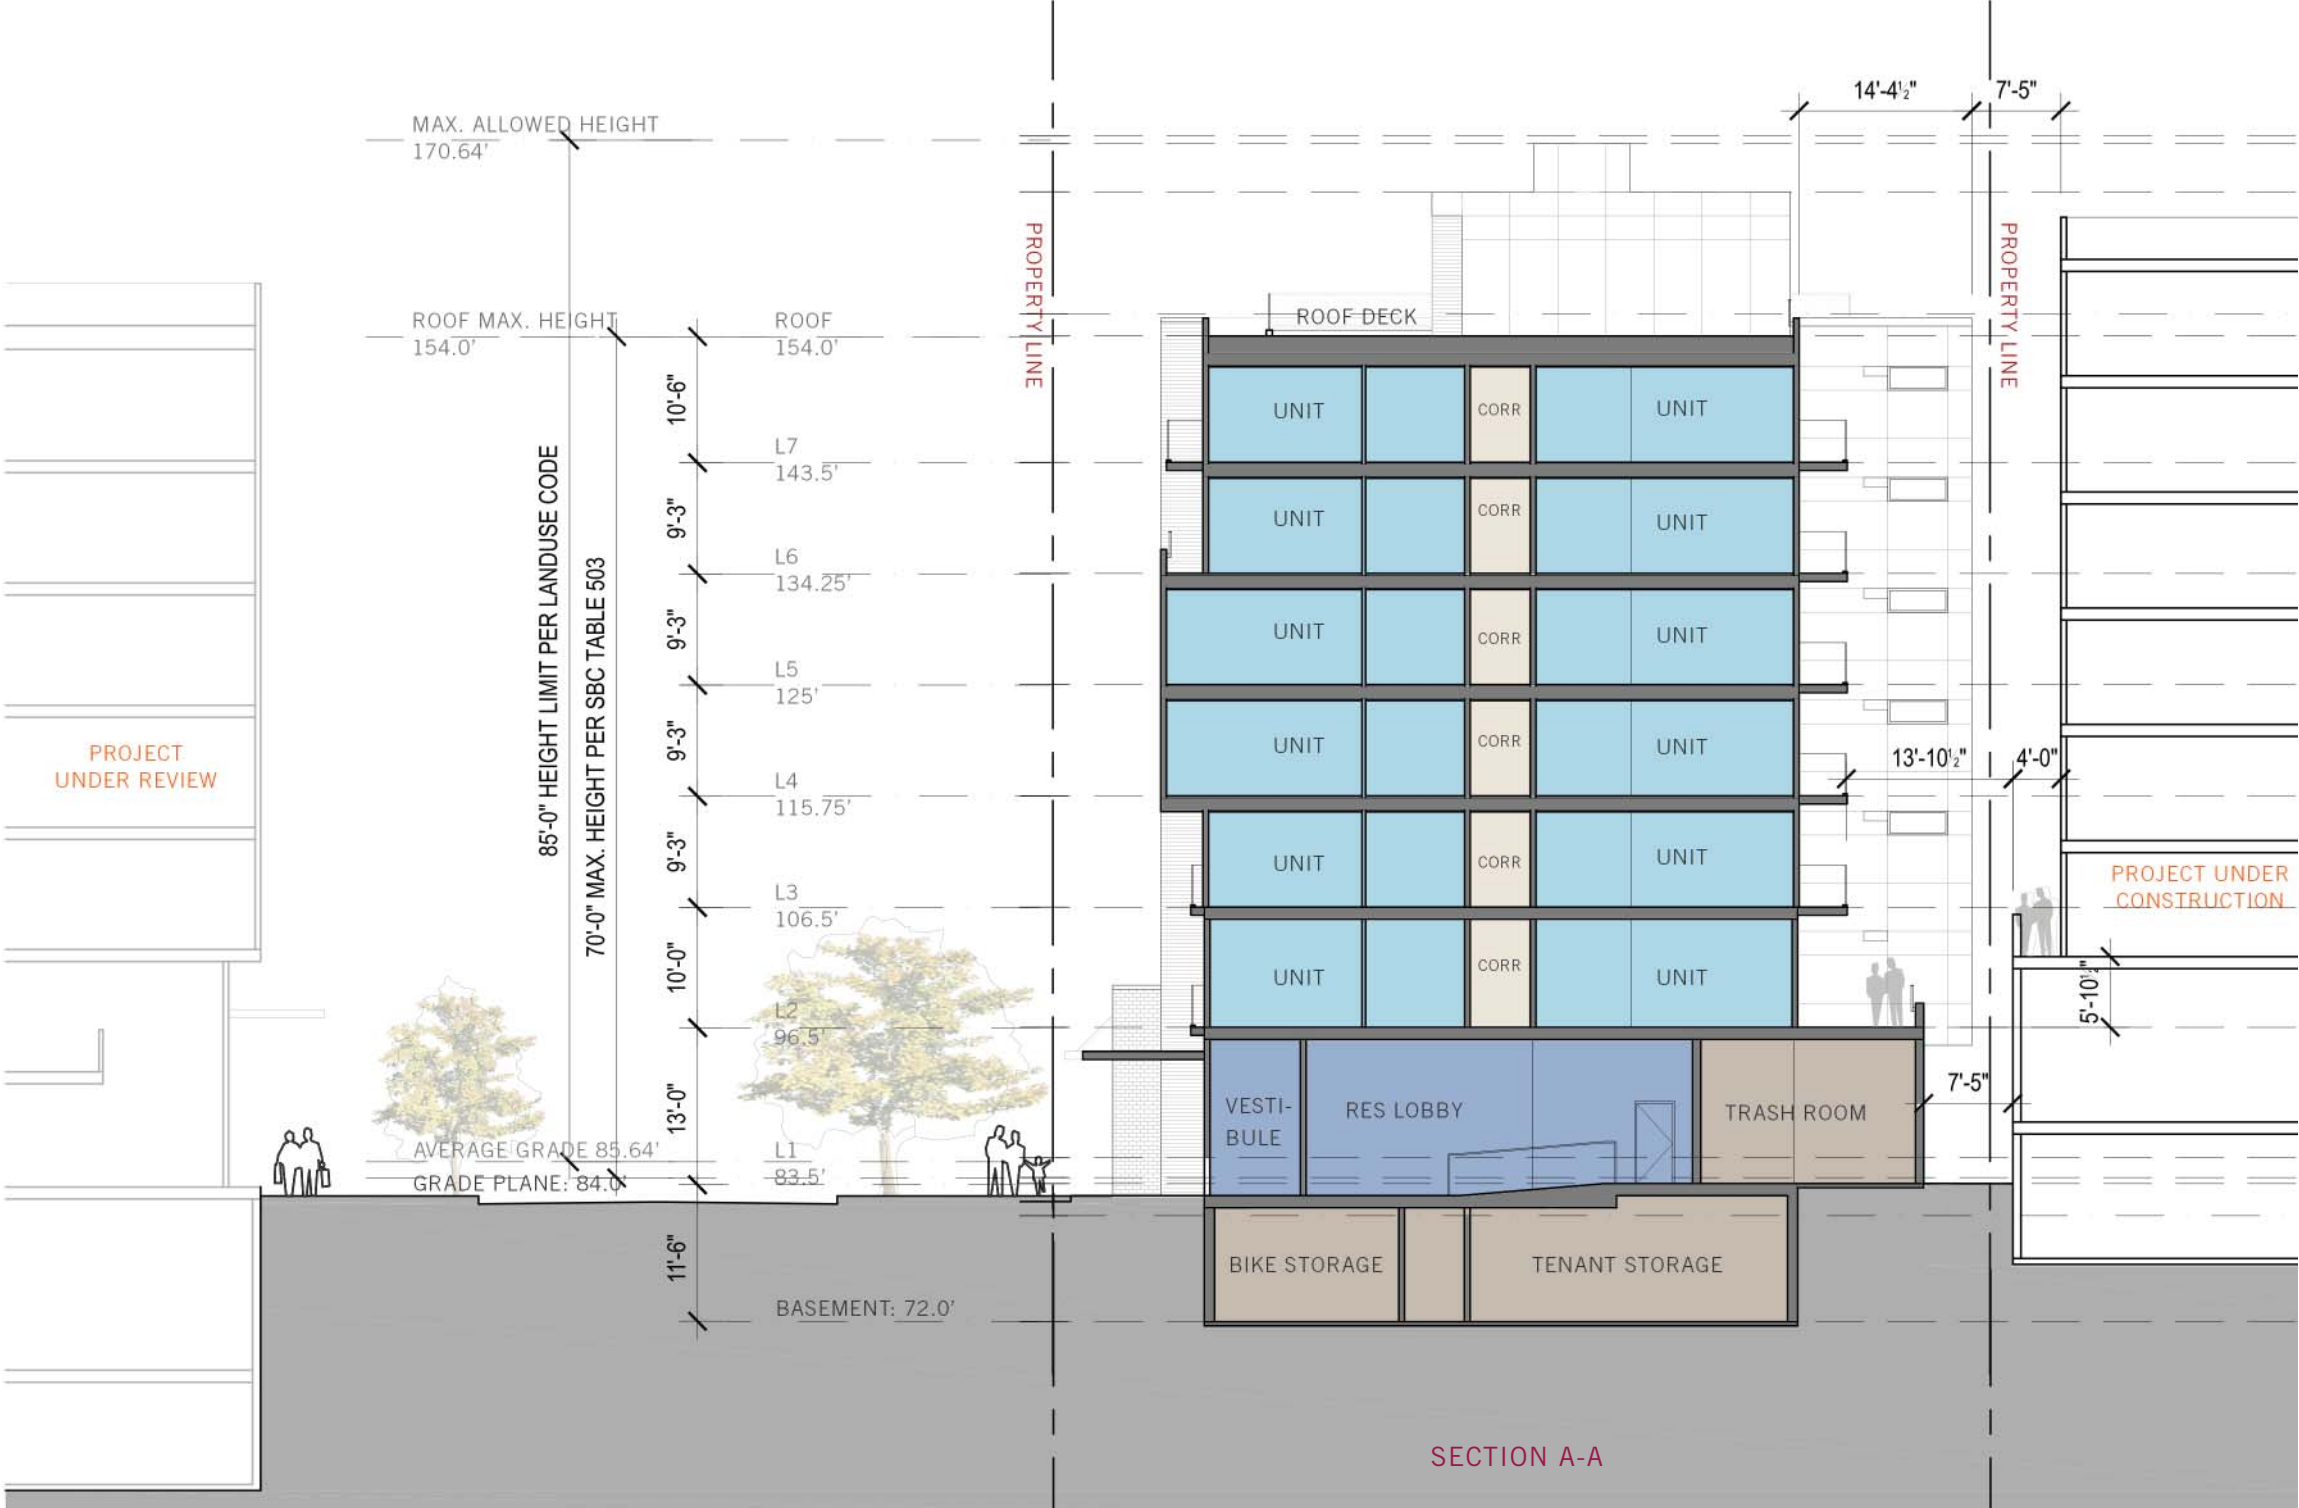 14'-4½"
7'-5"
MAX. ALLOWED HEIGHT
170.64'
PROPERTY LINE
PROPERTY LINE
ROOF MAX. HEIGHT
154.0'
ROOF
154.0'
ROOF DECK
10'-6"
UNIT
CORR
UNIT
L7
143.5'
85'-0" HEIGHT LIMIT PER LANDUSE CODE
70'-0" MAX. HEIGHT PER SBC TABLE 503
9'-3"
UNIT
CORR
UNIT
L6
134.25'
9'-3"
UNIT
CORR
UNIT
L5
125'
PROJECT
UNDER REVIEW
9'-3"
UNIT
CORR
UNIT
13'-10½"
4'-0"
L4
115.75'
9'-3"
UNIT
CORR
UNIT
PROJECT UNDER
CONSTRUCTION
L3
106.5'
10'-0"
UNIT
CORR
UNIT
5'-10½"
L2
96.5'
13'-0"
VESTI-
BULE
RES LOBBY
TRASH ROOM
7'-5"
AVERAGE GRADE 85.64'
GRADE PLANE: 84.0'
L1
83.5'
11'-6"
BIKE STORAGE
TENANT STORAGE
BASEMENT: 72.0'
SECTION A-A